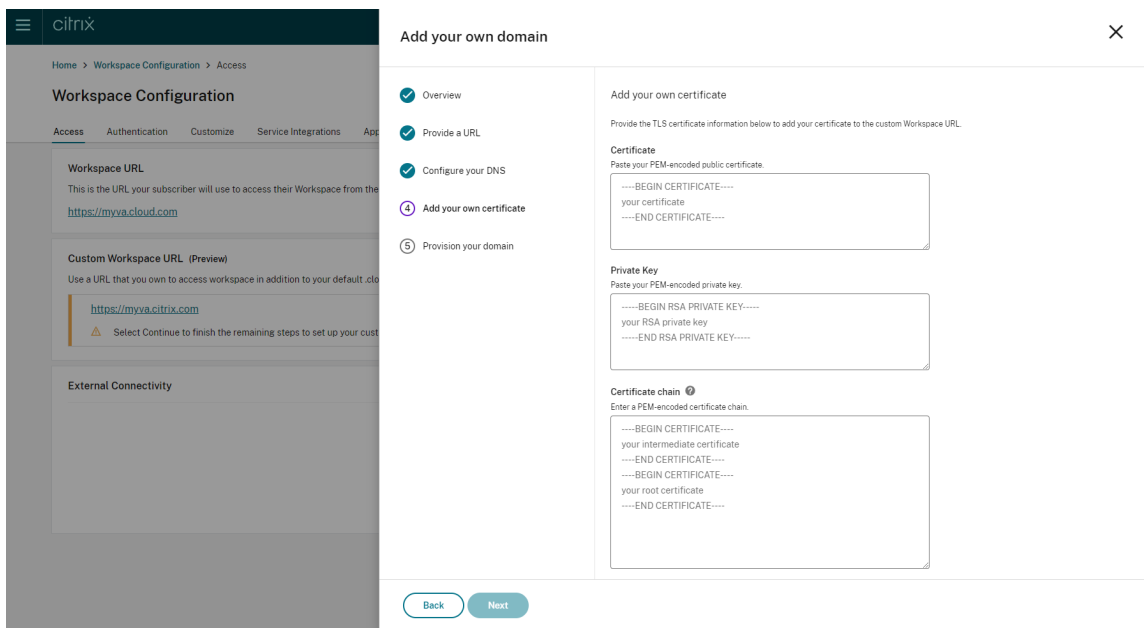 citrix
Home > Workspace Configuration > Access
Workspace Configuration
Access Authentication Customize Service Integrations App
Workspace URL
This is the URL your subscriber will use to access their Workspace from the
https://myva.cloud.com
Custom Workspace URL (Preview)
Use a URL that you own to access workspace in addition to your default .clo
https://myva.citrix.com
Select Continue to finish the remaining steps to set up your cust
External Connectivity
Add your own domain
Overview
Provide a URL
Configure your DNS
4 Add your own certificate
5 Provision your domain
Add your own certificate
Provide the TLS certificate information below to add your certificate to the custom Workspace URL.
Certificate
Paste your PEM-encoded public certificate.
----BEGIN CERTIFICATE----
your certificate
----END CERTIFICATE----
Private Key
Paste your PEM-encoded private key.
-----BEGIN RSA PRIVATE KEY-----
your RSA private key
-----END RSA PRIVATE KEY-----
Certificate chain ?
Enter a PEM-encoded certificate chain.
----BEGIN CERTIFICATE----
your intermediate certificate
----END CERTIFICATE----
----BEGIN CERTIFICATE----
your root certificate
----END CERTIFICATE----
Back Next